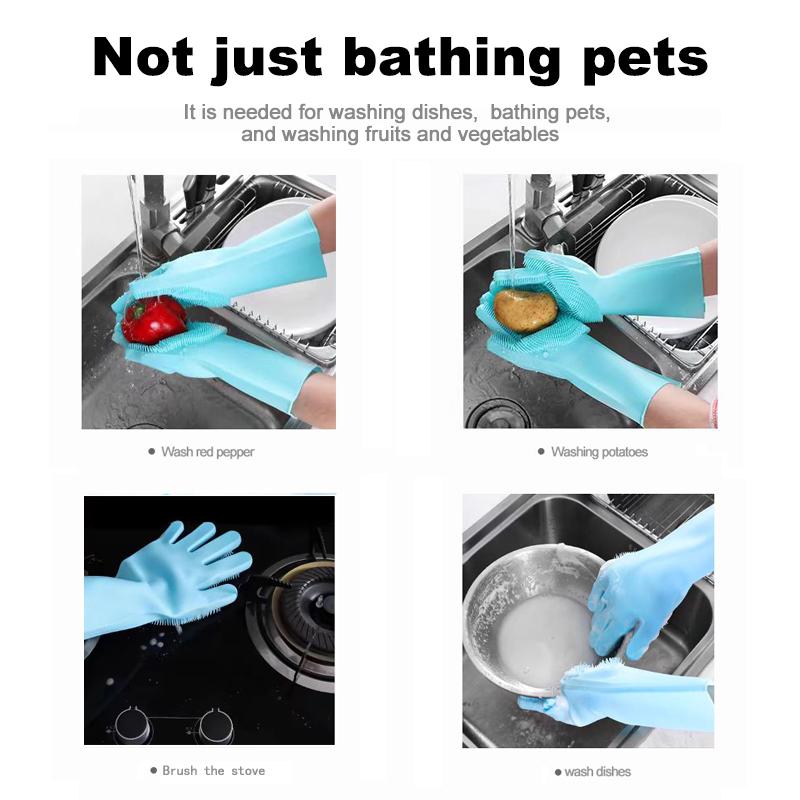 Not just bathing pets
It is needed for washing dishes, bathing pets,
and washing fruits and vegetables
• Wash red pepper
• Washing potatoes
• Brush the stove
• wash dishes